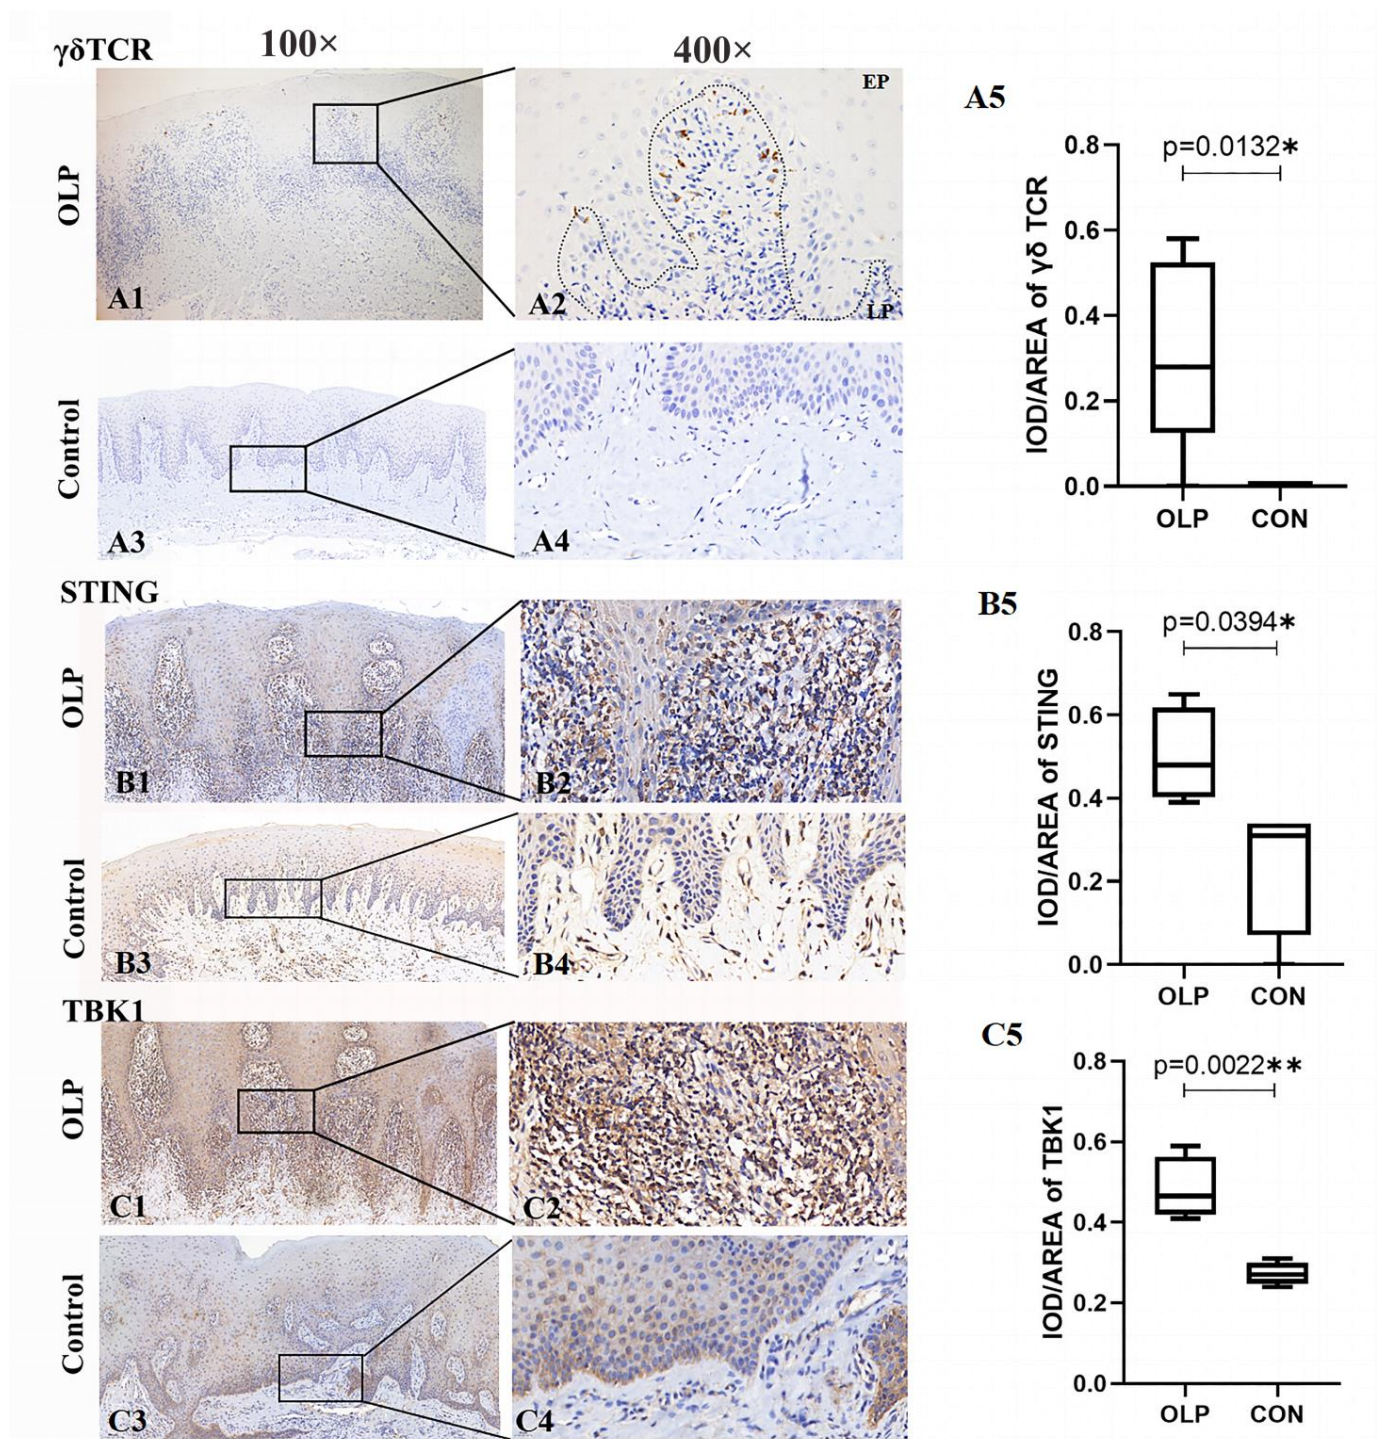 γδTCR
100×
400×
OLP
A1
EP
A2
LP
Control
A3
A4
A5
p=0.0132*
IOD/AREA of γδ TCR
0.8
0.6
0.4
0.2
0.0
OLP CON
STING
OLP
B1
B2
Control
B3
B4
B5
p=0.0394*
IOD/AREA of STING
0.8
0.6
0.4
0.2
0.0
OLP CON
TBK1
OLP
C1
C2
Control
C3
C4
C5
p=0.0022**
IOD/AREA of TBK1
0.8
0.6
0.4
0.2
0.0
OLP CON